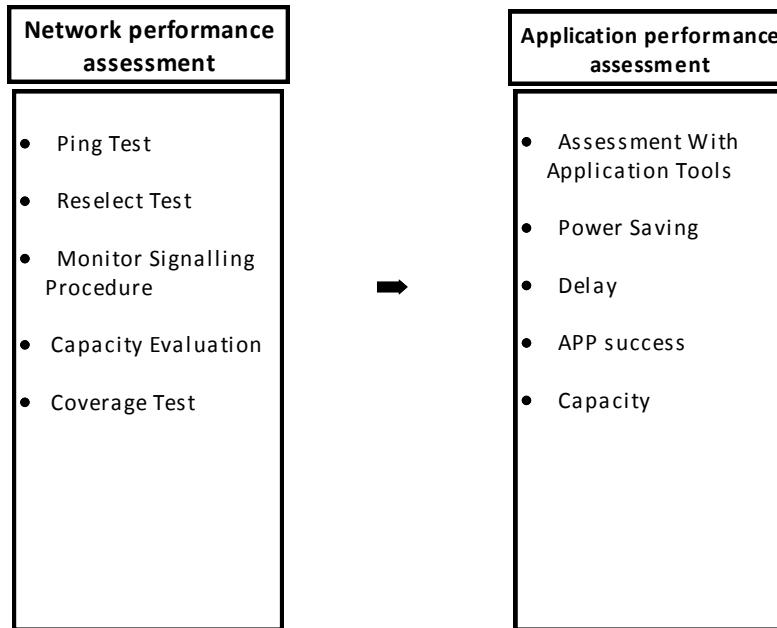 Network performance
assessment
• Ping Test
• Reselect Test
• Monitor Signalling
Procedure
• Capacity Evaluation
• Coverage Test
Application performance
assessment
• Assessment With
Application Tools
• Power Saving
• Delay
• APP success
• Capacity